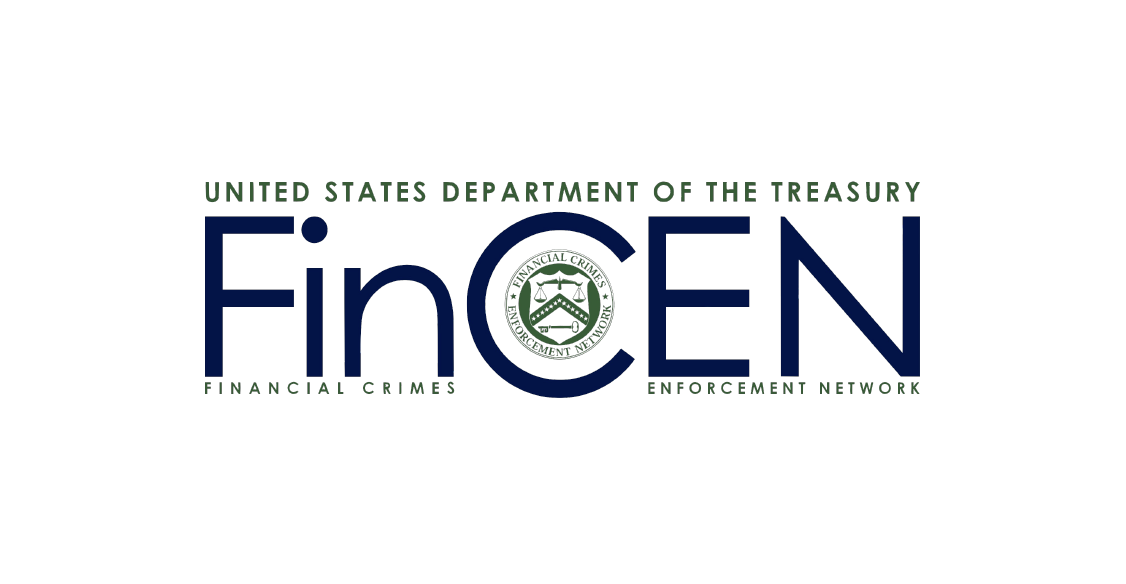 UNITED STATES DEPARTMENT OF THE TREASURY
FinCEN
FINANCIAL CRIMES
ENFORCEMENT NETWORK
FINANCIAL CRIMES ENFORCEMENT NETWORK